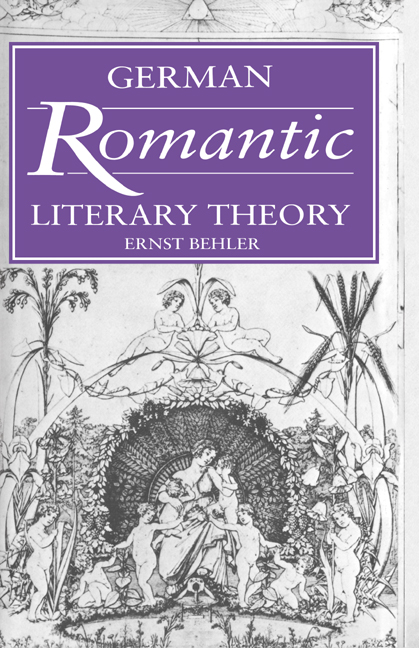 GERMAN
Romantic
LITERARY THEORY
ERNST BEHLER